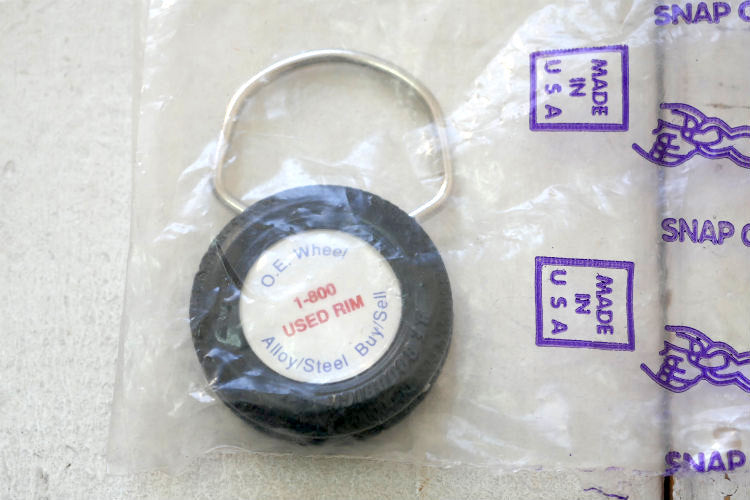 O.E. Wheel
1-800
USED RIM
Alloy/Steel Buy/Sell
MADE
IN
USA
MADE
IN
USA
SNAP
SNAP
SNAP